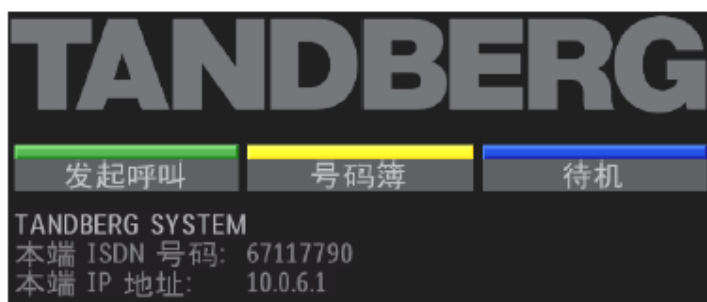 TANDBERG
发起呼叫 号码簿 待机
TANDBERG SYSTEM
本端 ISDN 号码: 67117790
本端 IP 地址: 10.0.6.1